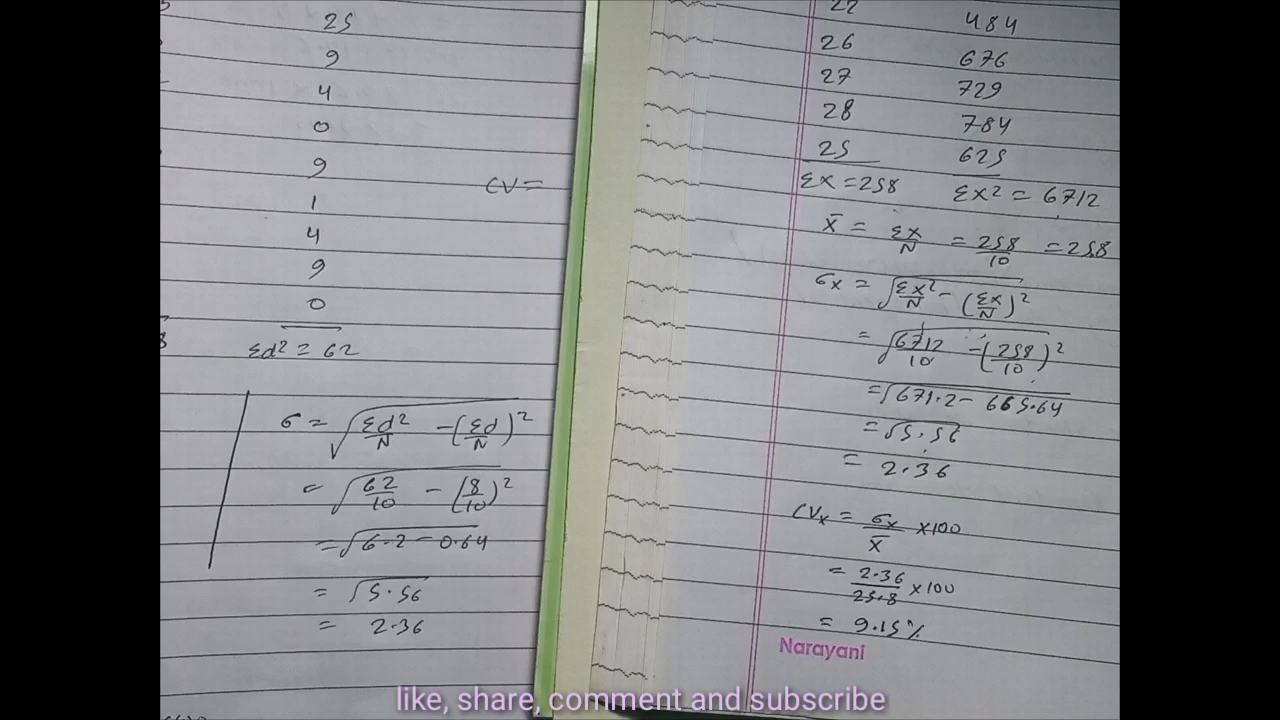 25
9
4
0
9
CV=
1
4
9
0
Σd² = 62
σ = √(Σd²/N - (Σd/N)²)
= √(62/10 - (8/10)²)
= √6.2 - 0.64
= √5.56
= 2.36
22 484
26 676
27 729
28 784
25 625
Σx = 258 Σx² = 6712
x̄ = Σx/N = 258/10 = 258
σx = √(Σx²/N - (Σx/N)²)
= √(6712/10 - (258/10)²)
= √671.2 - 665.64
= √5.56
= 2.36
CVx = σx/x̄ ×100
= 2.36/25.8 ×100
= 9.15%
Narayani
like, share, comment and subscribe